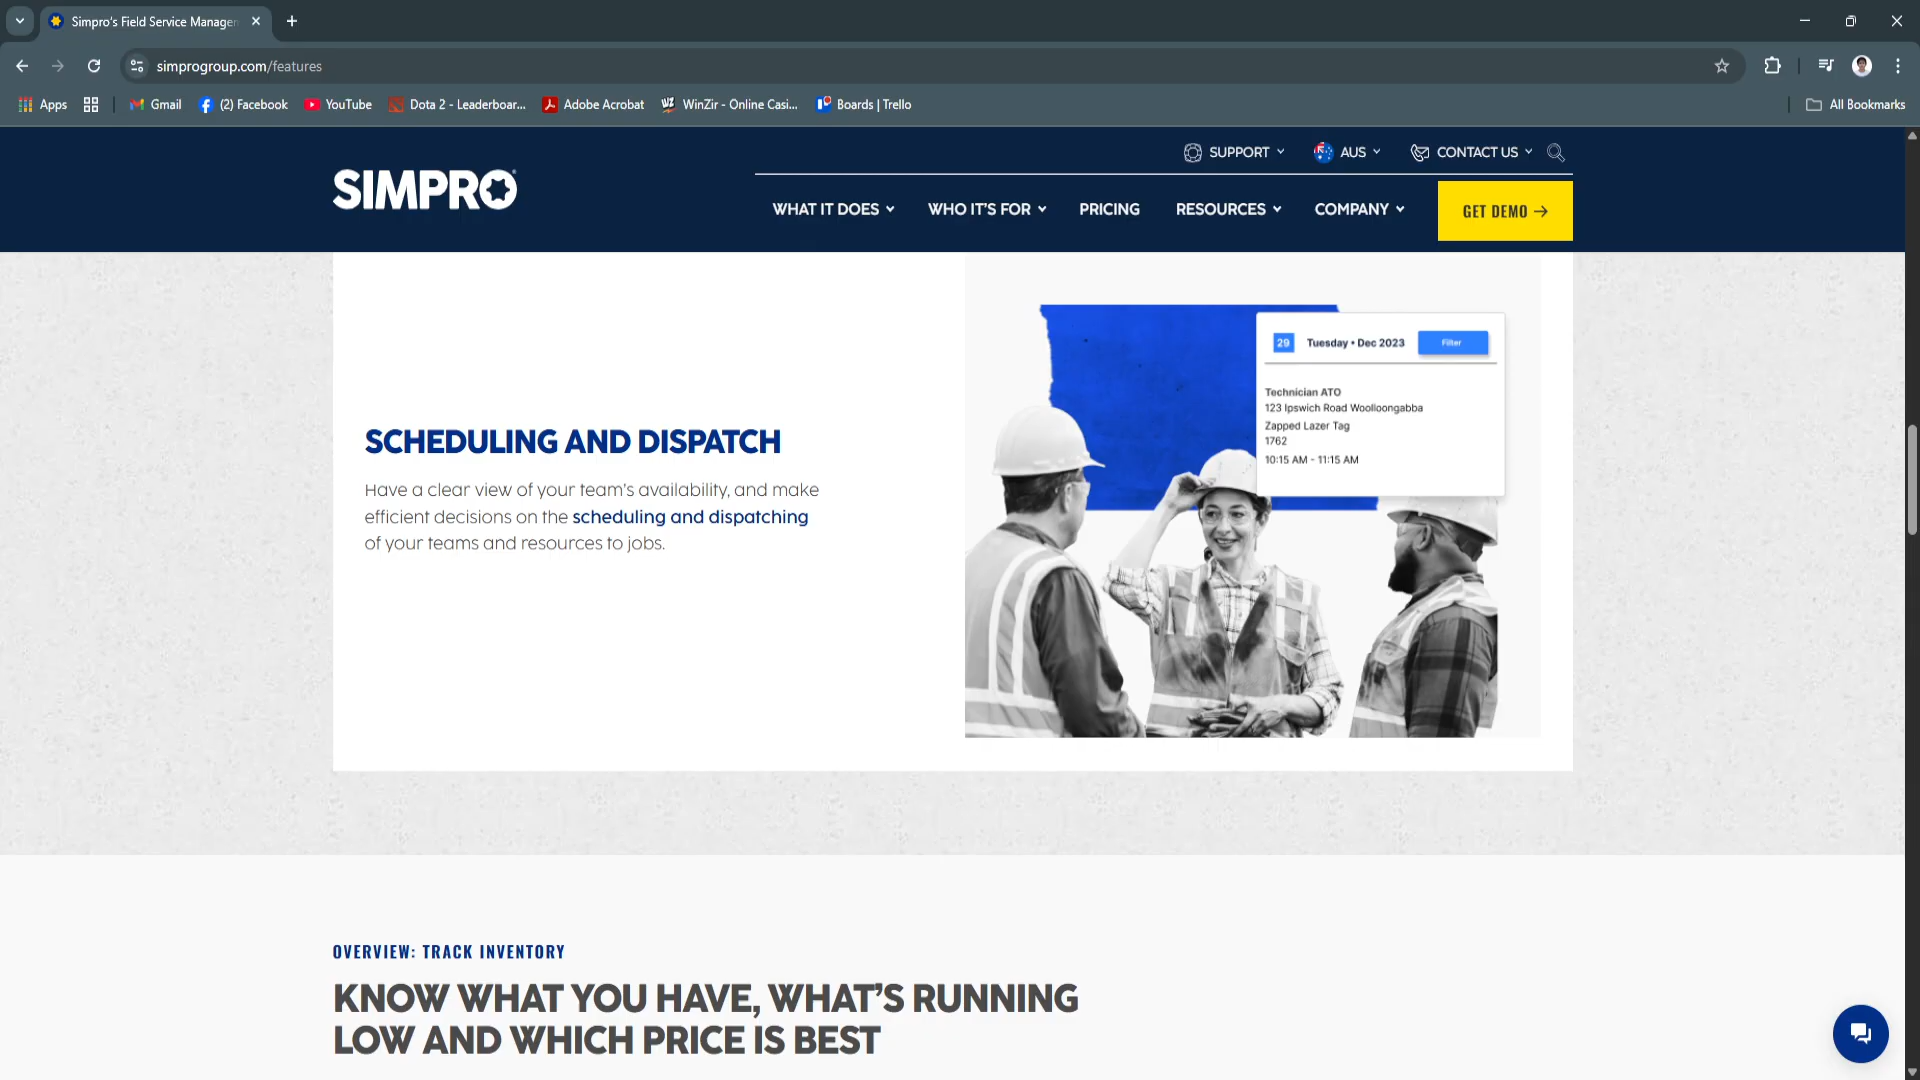 Simpro's Field Service Manager
simprogroup.com/features
Apps
Gmail
(2) Facebook
YouTube
Dota 2 - Leaderboar...
Adobe Acrobat
WinZir - Online Casi...
Boards | Trello
All Bookmarks
SUPPORT
AUS
CONTACT US
SIMPRO
WHAT IT DOES
WHO IT'S FOR
PRICING
RESOURCES
COMPANY
GET DEMO →
SCHEDULING AND DISPATCH
Have a clear view of your team's availability, and make
efficient decisions on the scheduling and dispatching
of your teams and resources to jobs.
29 Tuesday • Dec 2023 Filter
Technician ATO
123 Ipswich Road Woolloongabba
Zapped Lazer Tag
1762
10:15 AM - 11:15 AM
OVERVIEW: TRACK INVENTORY
KNOW WHAT YOU HAVE, WHAT'S RUNNING
LOW AND WHICH PRICE IS BEST